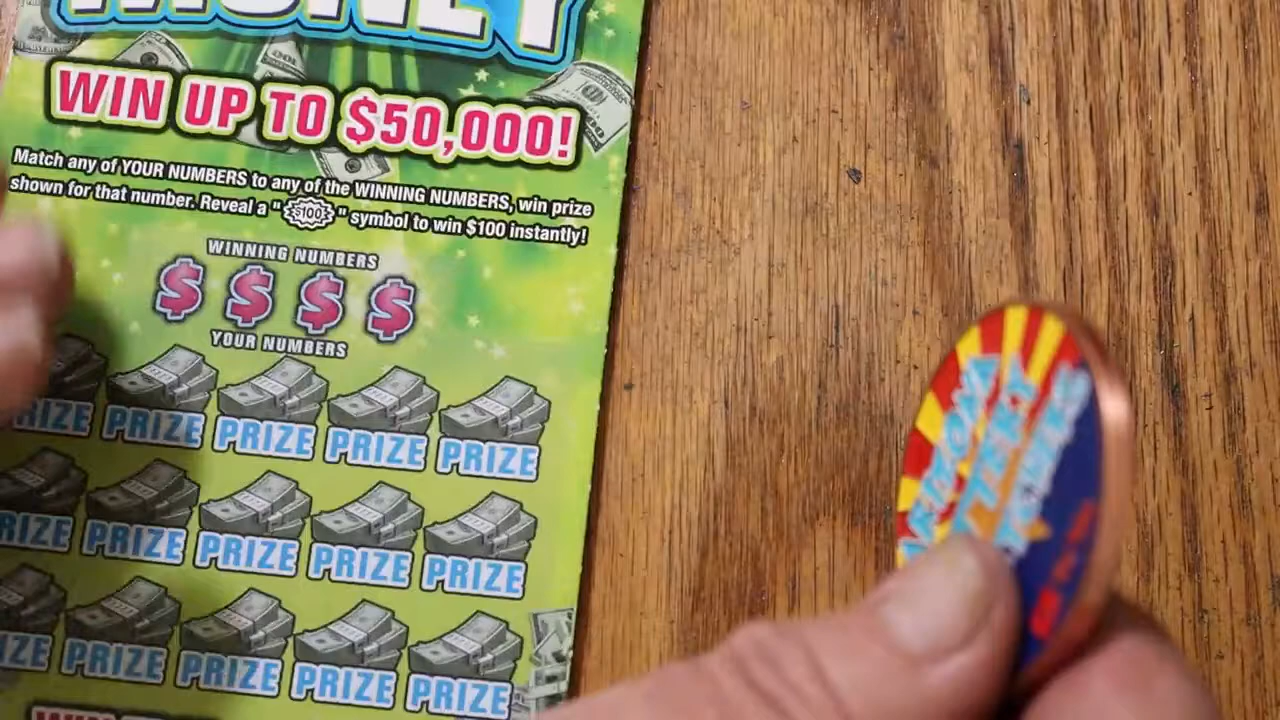 MONEY
WIN UP TO $50,000!
Match any of YOUR NUMBERS to any of the WINNING NUMBERS, win prize
shown for that number. Reveal a "$100" symbol to win $100 instantly!
WINNING NUMBERS
$ $ $ $
YOUR NUMBERS
PRIZE PRIZE PRIZE PRIZE PRIZE
PRIZE PRIZE PRIZE PRIZE PRIZE
PRIZE PRIZE PRIZE PRIZE PRIZE
ARIZONA